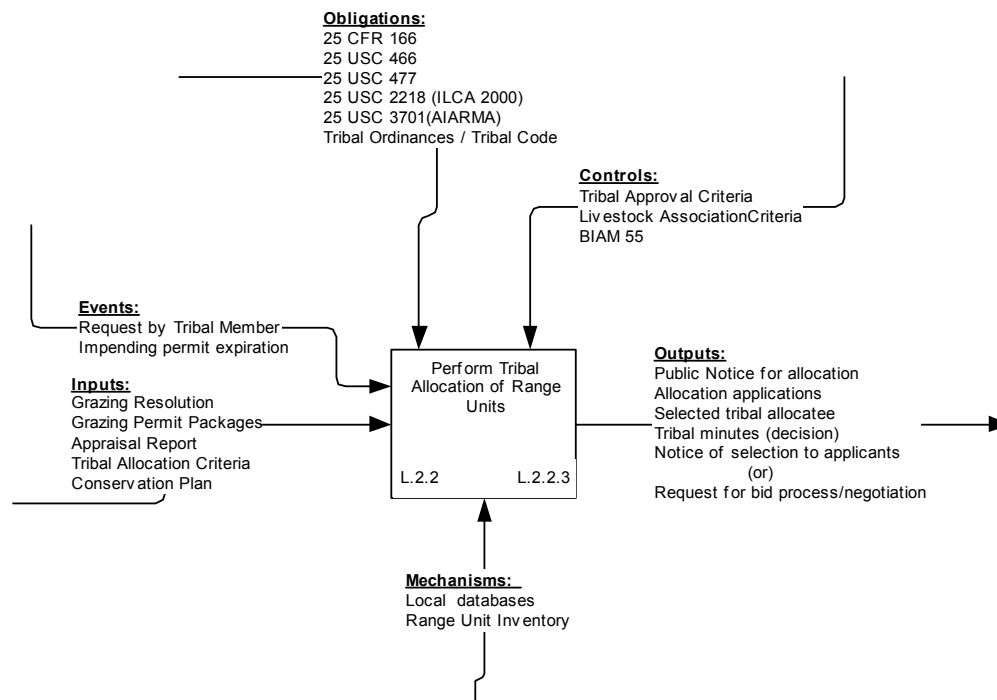 Obligations:
25 CFR 166
25 USC 466
25 USC 477
25 USC 2218 (ILCA 2000)
25 USC 3701(AIARMA)
Tribal Ordinances / Tribal Code
Controls:
Tribal Approval Criteria
Livestock AssociationCriteria
BIAM 55
Events:
Request by Tribal Member
Impending permit expiration
Inputs:
Grazing Resolution
Grazing Permit Packages
Appraisal Report
Tribal Allocation Criteria
Conservation Plan
Perform Tribal
Allocation of Range
Units
L.2.2 L.2.2.3
Outputs:
Public Notice for allocation
Allocation applications
Selected tribal allocatee
Tribal minutes (decision)
Notice of selection to applicants
(or)
Request for bid process/negotiation
Mechanisms:
Local databases
Range Unit Inventory